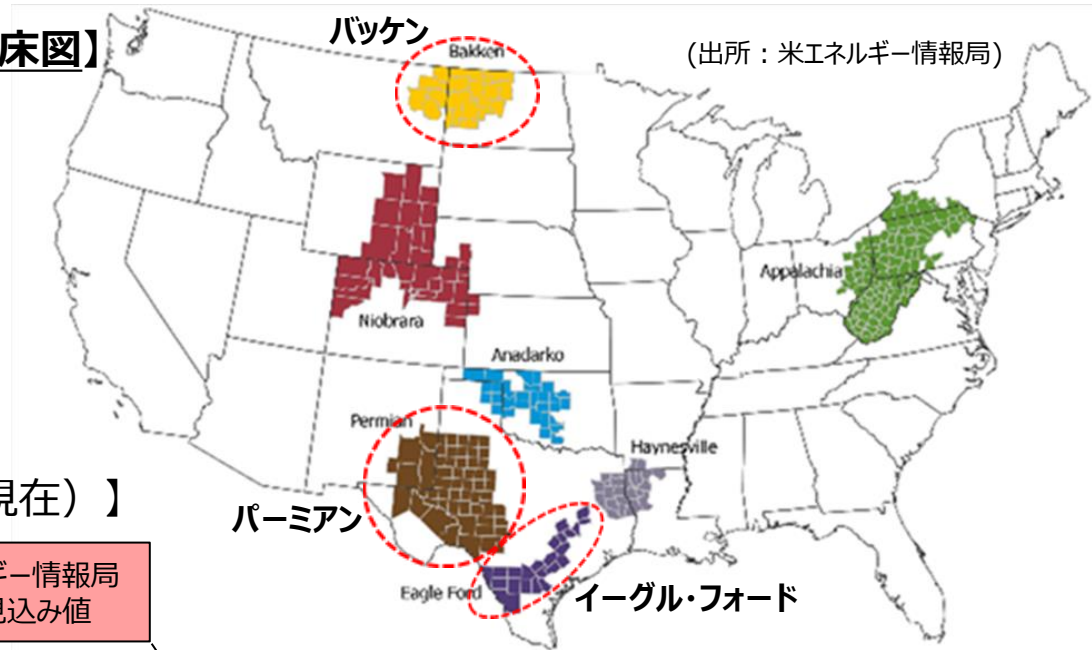 床図】
バッケン
Bakken
(出所：米エネルギー情報局)
Appalachia
Niobrara
Anadarko
Permian
Haynesville
現在）】
パーミアン
ギー情報局
見込み値
Eagle Ford
イーグル・フォード